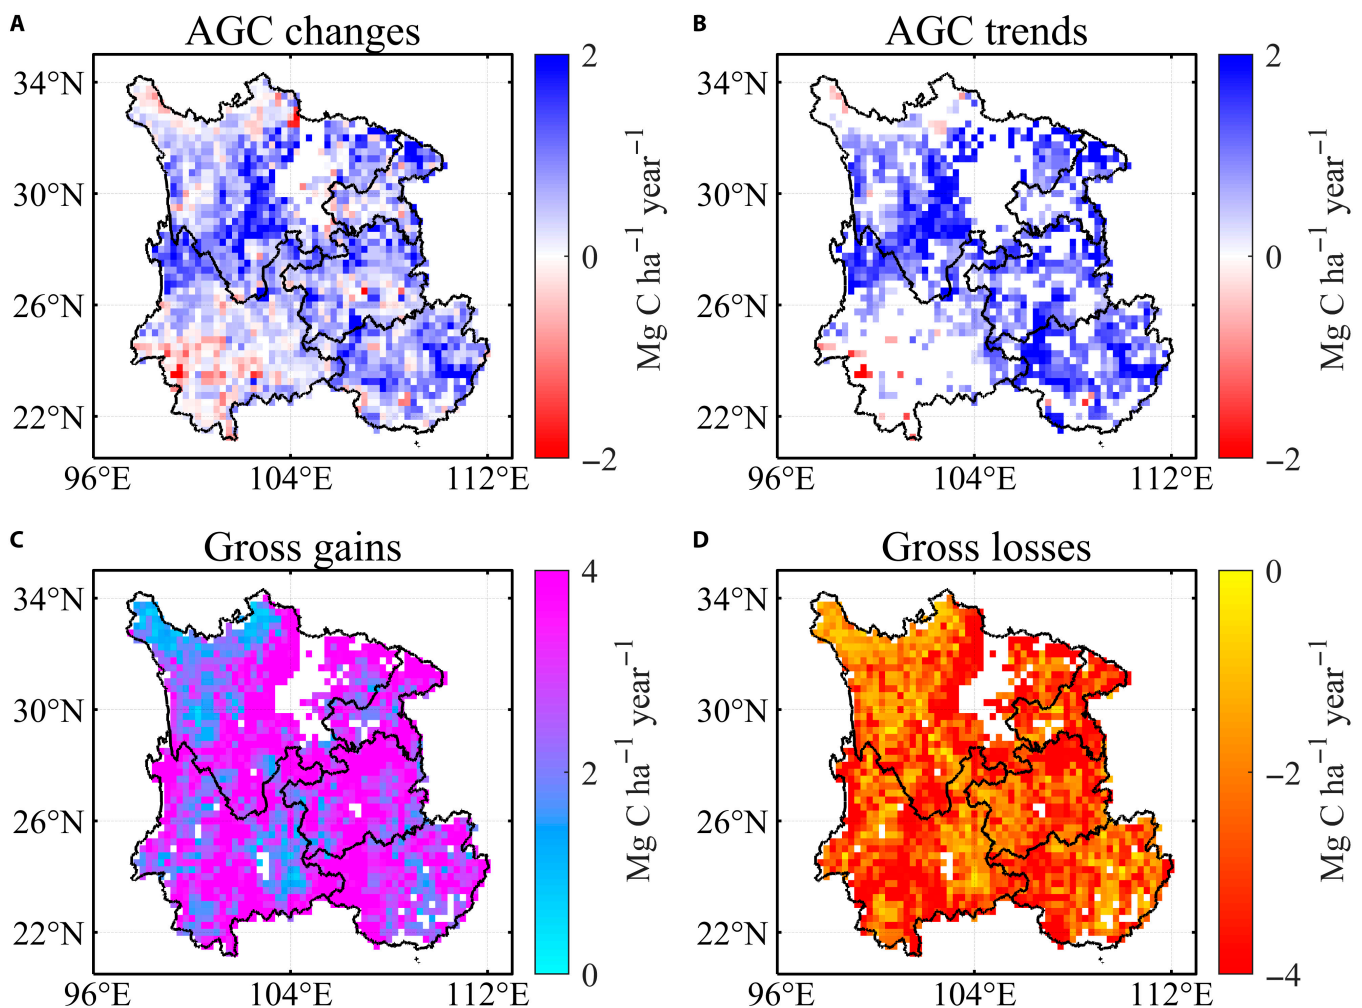 A
AGC changes
34°N
30°N
26°N
22°N
96°E
104°E
112°E
2
0
−2
Mg C ha−1 year−1
B
AGC trends
34°N
30°N
26°N
22°N
96°E
104°E
112°E
2
0
−2
Mg C ha−1 year−1
C
Gross gains
34°N
30°N
26°N
22°N
96°E
104°E
112°E
4
2
0
Mg C ha−1 year−1
D
Gross losses
34°N
30°N
26°N
22°N
96°E
104°E
112°E
0
−2
−4
Mg C ha−1 year−1